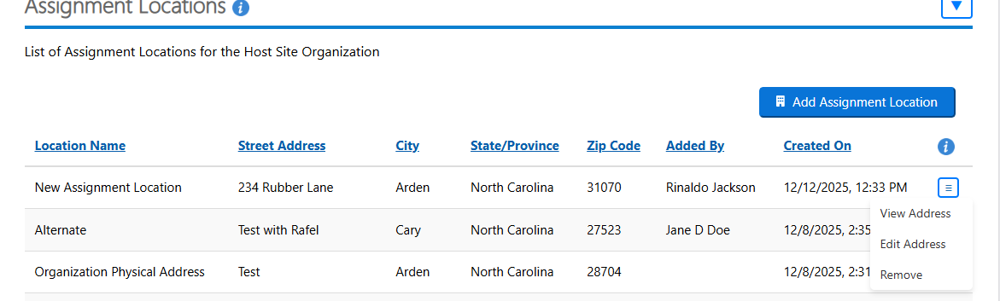 Assignment Locations
List of Assignment Locations for the Host Site Organization
Add Assignment Location
Location Name Street Address City State/Province Zip Code Added By Created On
New Assignment Location 234 Rubber Lane Arden North Carolina 31070 Rinaldo Jackson 12/12/2025, 12:33 PM
View Address
Alternate Test with Rafel Cary North Carolina 27523 Jane D Doe 12/8/2025, 2:35
Edit Address
Organization Physical Address Test Arden North Carolina 28704 12/8/2025, 2:31
Remove